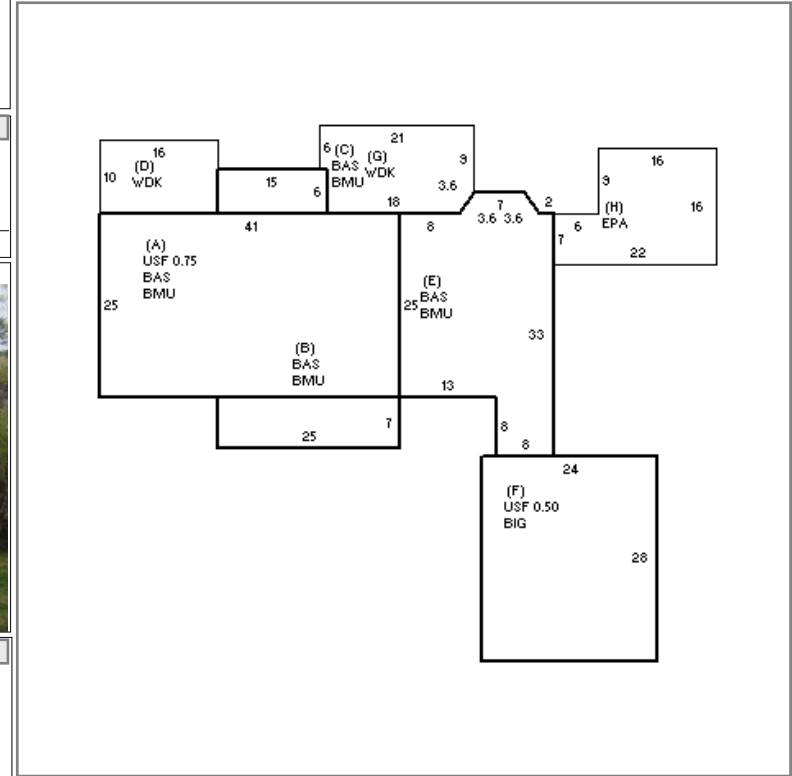 21
6 (C) (G) 9
BAS WDK
BMU 3.6
18
16
(D)
10 WDK
15 6
16
9
(H) 16
EPA
6
7
22
41
(A)
USF 0.75
BAS
BMU
25
(B)
BAS
BMU
8
7
3.6 3.6
2
(E)
25 BAS
BMU
33
13
7
25
8
8
24
(F)
USF 0.50
BIG
28